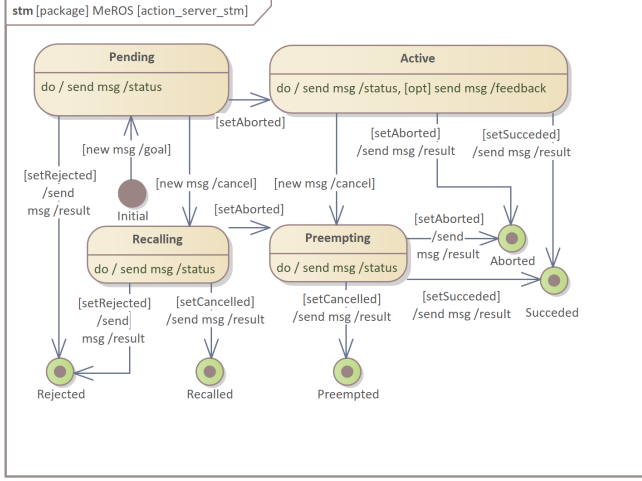 stm [package] MeROS [action_server_stm]
Pending
do / send msg /status
Active
do / send msg /status, [opt] send msg /feedback
[setAborted]
[new msg /goal]
[setRejected]
/send
msg /result
Initial
[new msg /cancel]
[setAborted]
[new msg /cancel]
[setAborted]
/send msg /result
[setSucceded]
/send msg /result
Recalling
do / send msg /status
Preempting
do / send msg /status
[setAborted]
/send
msg /result
Aborted
[setRejected]
/send
msg /result
[setCancelled]
/send msg /result
[setCancelled]
/send msg /result
[setSucceded]
/send msg /result
Succeded
Rejected
Recalled
Preempted